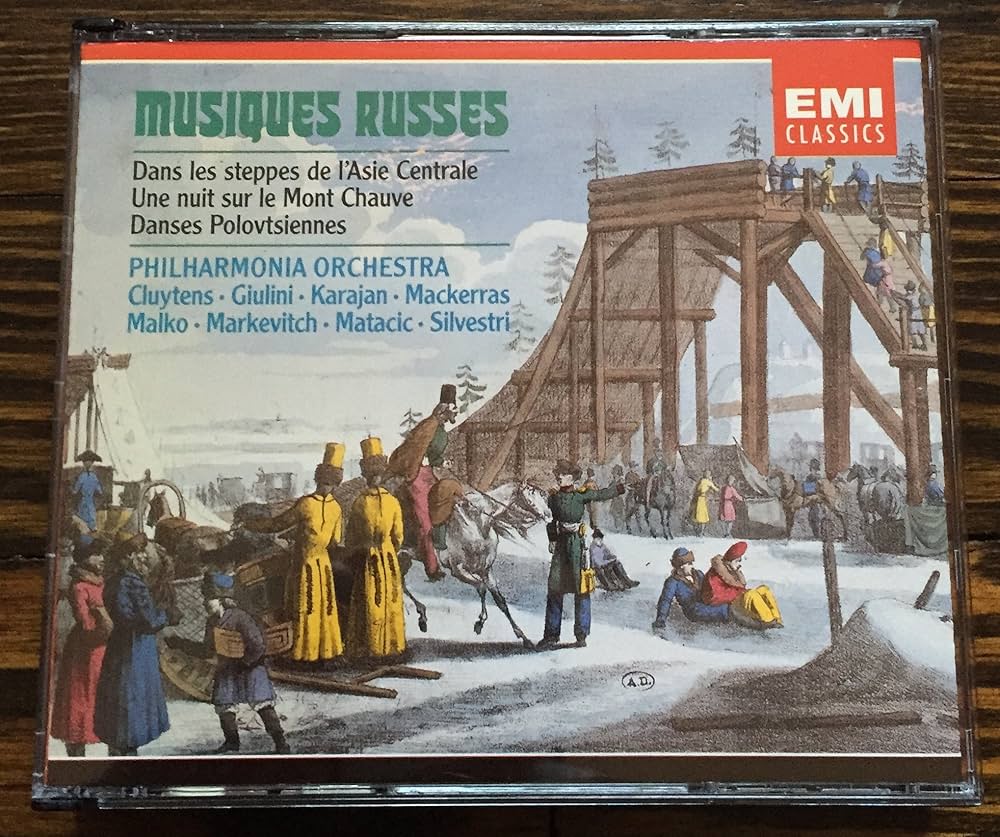 MUSIQUES RUSSES
EMI
CLASSICS
Dans les steppes de l'Asie Centrale
Une nuit sur le Mont Chauve
Danses Polovtsiennes
PHILHARMONIA ORCHESTRA
Cluytens · Giulini · Karajan · Mackerras
Malko · Markevitch · Matacic · Silvestri
A.D.